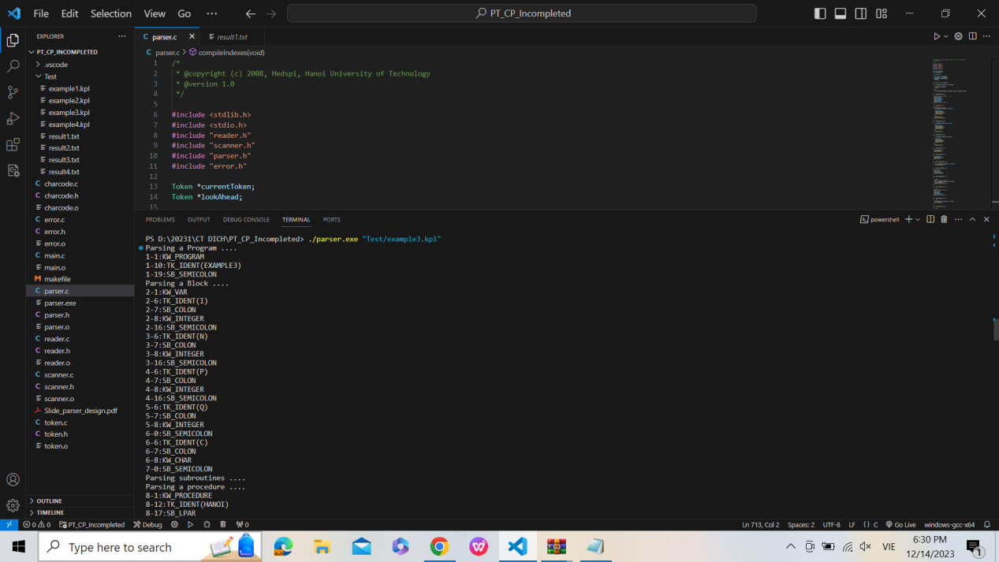 File Edit Selection View Go ··· PT_CP_Incompleted
EXPLORER ···
PT_CP_INCOMPLETED
.vscode
Test
example1.kpl
example2.kpl
example3.kpl
example4.kpl
result1.txt
result2.txt
result3.txt
result4.txt
C charcode.c
C charcode.h
charcode.o
C error.c
C error.h
error.o
C main.c
main.o
M makefile
C parser.c
parser.exe
C parser.h
parser.o
C reader.c
C reader.h
reader.o
C scanner.c
C scanner.h
scanner.o
Slide_parser_design.pdf
C token.c
C token.h
token.o
OUTLINE
TIMELINE
C parser.c result1.txt
C parser.c > compileIndexes(void)
1 /*
2 * @copyright (c) 2008, Hedspi, Hanoi University of Technology
3 * @version 1.0
4 */
5
6 #include <stdlib.h>
7 #include <stdio.h>
8 #include "reader.h"
9 #include "scanner.h"
10 #include "parser.h"
11 #include "error.h"
12
13 Token *currentToken;
14 Token *lookAhead;
15
PROBLEMS OUTPUT DEBUG CONSOLE TERMINAL PORTS powershell
PS D:\20231\CT DICH\PT_CP_Incompleted> ./parser.exe "Test/example3.kpl"
Parsing a Program ....
1-1:KW_PROGRAM
1-10:TK_IDENT(EXAMPLE3)
1-19:SB_SEMICOLON
Parsing a Block ....
2-1:KW_VAR
2-6:TK_IDENT(I)
2-7:SB_COLON
2-8:KW_INTEGER
2-16:SB_SEMICOLON
3-6:TK_IDENT(N)
3-7:SB_COLON
3-8:KW_INTEGER
3-16:SB_SEMICOLON
4-6:TK_IDENT(P)
4-7:SB_COLON
4-8:KW_INTEGER
4-16:SB_SEMICOLON
5-6:TK_IDENT(Q)
5-7:SB_COLON
5-8:KW_INTEGER
6-0:SB_SEMICOLON
6-6:TK_IDENT(C)
6-7:SB_COLON
6-8:KW_CHAR
7-0:SB_SEMICOLON
Parsing subroutines ....
Parsing a procedure ....
8-1:KW_PROCEDURE
8-12:TK_IDENT(HANOI)
8-17:SB_LPAR
0 0 PT_CP_Incompleted Debug 0 Ln 713, Col 2 Spaces: 2 UTF-8 LF {} C Go Live windows-gcc-x64
Type here to search
VIE
6:30 PM
12/14/2023
1